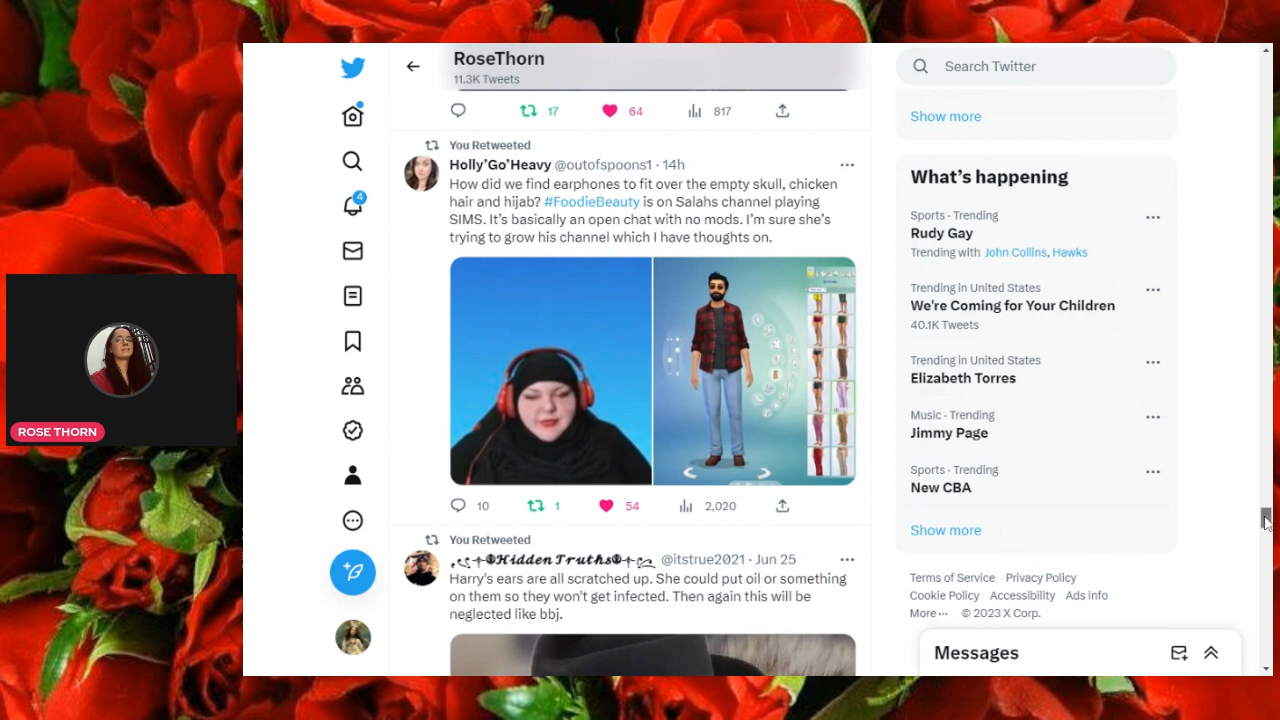 RoseThorn
11.3K Tweets
17
64
817
You Retweeted
Holly'Go'Heavy @outofspoons1 · 14h
How did we find earphones to fit over the empty skull, chicken
hair and hijab? #FoodieBeauty is on Salahs channel playing
SIMS. It's basically an open chat with no mods. I'm sure she's
trying to grow his channel which I have thoughts on.
10
1
54
2,020
You Retweeted
Hidden Truths @itstrue2021 · Jun 25
Harry's ears are all scratched up. She could put oil or something
on them so they won't get infected. Then again this will be
neglected like bbj.
4
ROSE THORN
Search Twitter
Show more
What's happening
Sports · Trending
Rudy Gay
Trending with John Collins, Hawks
Trending in United States
We're Coming for Your Children
40.1K Tweets
Trending in United States
Elizabeth Torres
Music · Trending
Jimmy Page
Sports · Trending
New CBA
Show more
Terms of Service Privacy Policy
Cookie Policy Accessibility Ads info
More ··· © 2023 X Corp.
Messages